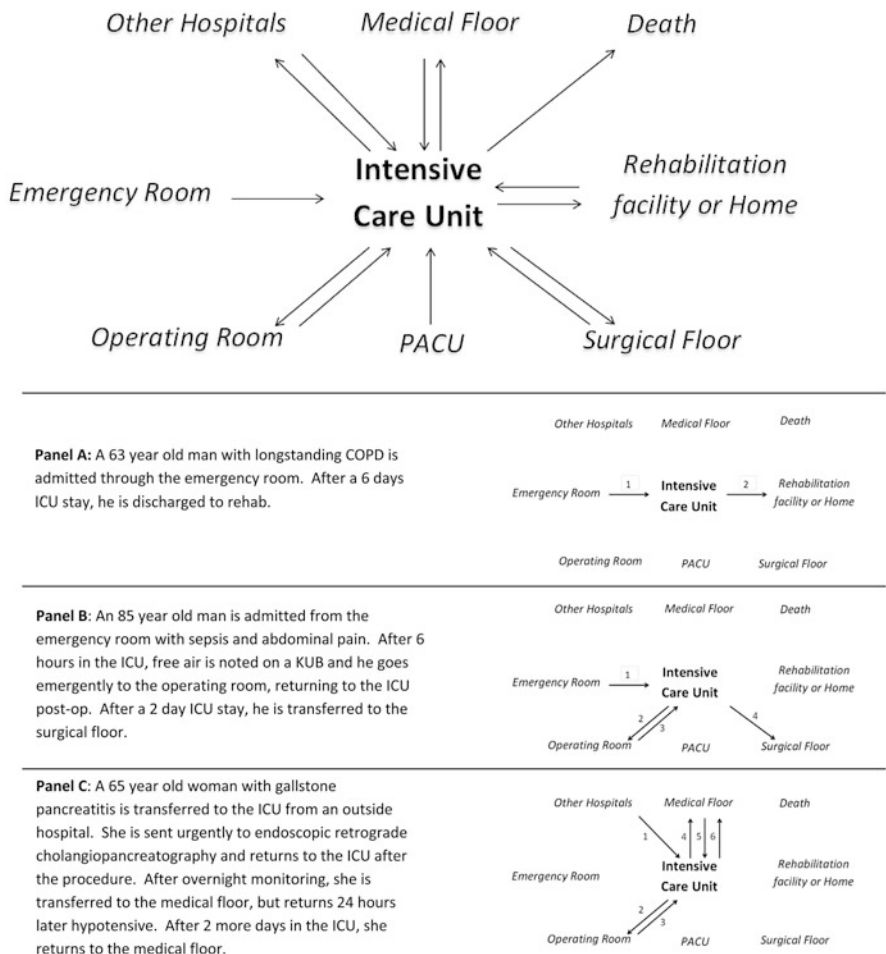 Other Hospitals
Medical Floor
Death
Emergency Room
Intensive
Care Unit
Rehabilitation
facility or Home
Operating Room
PACU
Surgical Floor
Panel A: A 63 year old man with longstanding COPD is
admitted through the emergency room. After a 6 days
ICU stay, he is discharged to rehab.
Other Hospitals
Medical Floor
Death
Emergency Room
1
Intensive
Care Unit
2
Rehabilitation
facility or Home
Operating Room
PACU
Surgical Floor
Panel B: An 85 year old man is admitted from the
emergency room with sepsis and abdominal pain. After 6
hours in the ICU, free air is noted on a KUB and he goes
emergently to the operating room, returning to the ICU
post-op. After a 2 day ICU stay, he is transferred to the
surgical floor.
Other Hospitals
Medical Floor
Death
Emergency Room
1
Intensive
Care Unit
Rehabilitation
facility or Home
2
3
4
Operating Room
PACU
Surgical Floor
Panel C: A 65 year old woman with gallstone
pancreatitis is transferred to the ICU from an outside
hospital. She is sent urgently to endoscopic retrograde
cholangiopancreatography and returns to the ICU after
the procedure. After overnight monitoring, she is
transferred to the medical floor, but returns 24 hours
later hypotensive. After 2 more days in the ICU, she
returns to the medical floor.
Other Hospitals
Medical Floor
Death
1
4
5
6
Emergency Room
Intensive
Care Unit
Rehabilitation
facility or Home
2
3
Operating Room
PACU
Surgical Floor